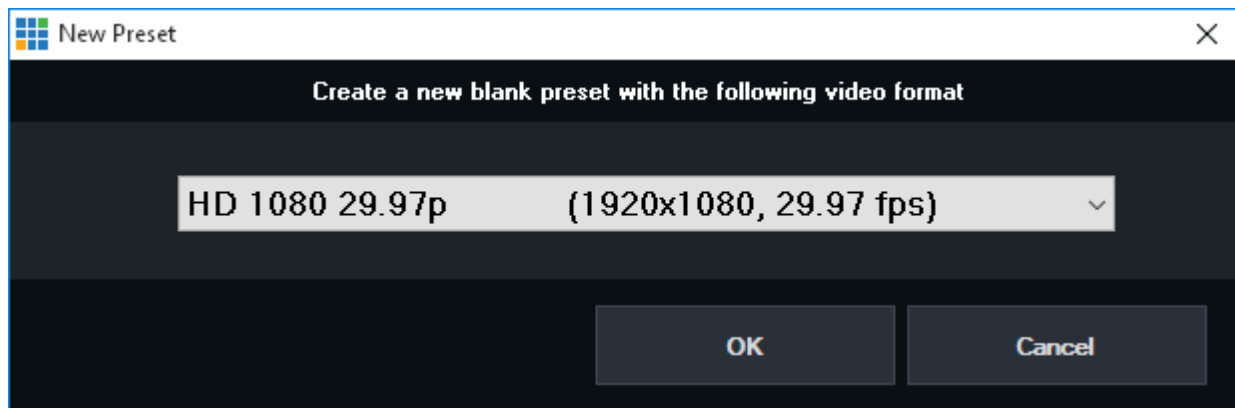 New Preset
Create a new blank preset with the following video format
HD 1080 29.97p (1920x1080, 29.97 fps)
OK Cancel